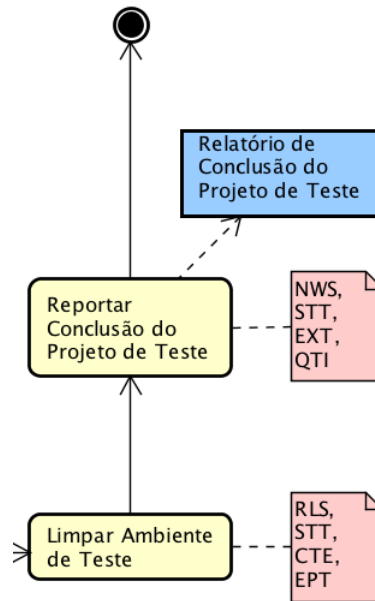 Relatório de
Conclusão do
Projeto de Teste
Reportar
Conclusão do
Projeto de Teste
NWS,
STT,
EXT,
QTI
Limpar Ambiente
de Teste
RLS,
STT,
CTE,
EPT